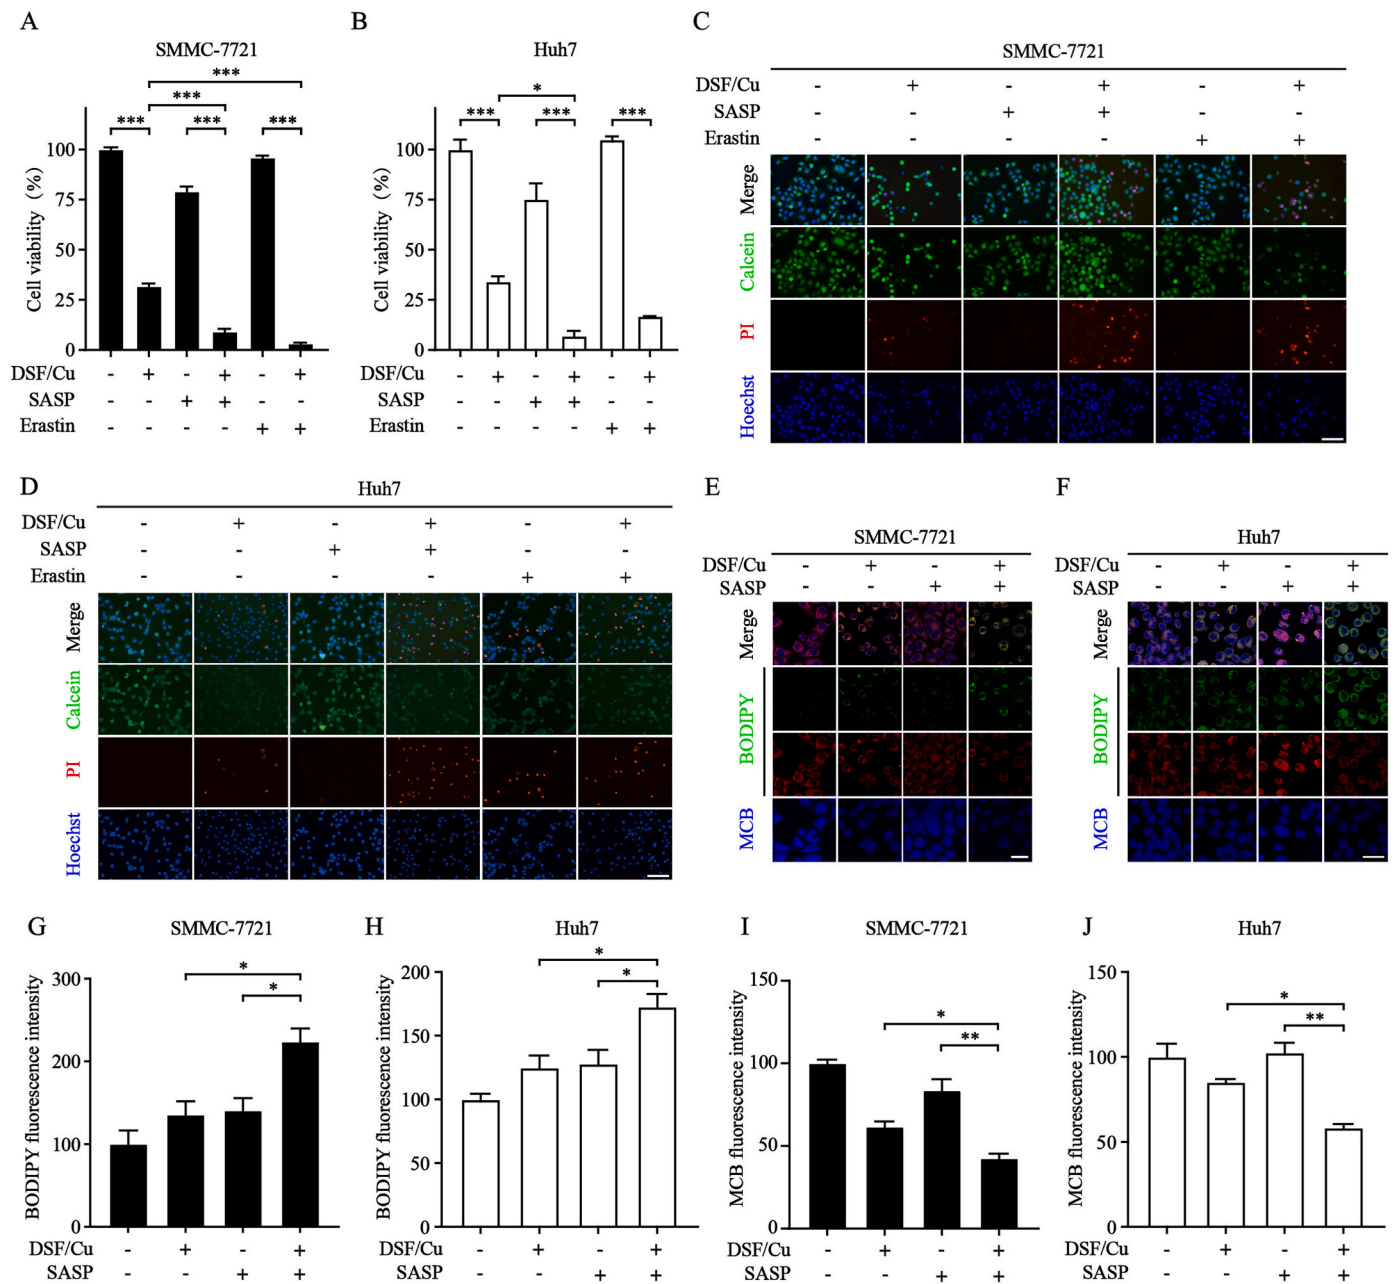 A
SMMC-7721
***
***
*** *** ***
Cell viability (%)
100
75
50
25
0
DSF/Cu - + - + - +
SASP - - + + - -
Erastin - - - - + +
B
Huh7
*
*** *** ***
Cell viability (%)
100
75
50
25
0
DSF/Cu - + - + - +
SASP - - + + - -
Erastin - - - - + +
C
SMMC-7721
DSF/Cu - + - + - +
SASP - - + + - -
Erastin - - - - + +
Merge
Calcein
PI
Hoechst
D
Huh7
DSF/Cu - + - + - +
SASP - - + + - -
Erastin - - - - + +
Merge
Calcein
PI
Hoechst
E
SMMC-7721
DSF/Cu - + - +
SASP - - + +
Merge
BODIPY
MCB
F
Huh7
DSF/Cu - + - +
SASP - - + +
Merge
BODIPY
MCB
G
SMMC-7721
*
*
BODIPY fluorescence intensity
300
200
100
0
DSF/Cu - + - +
SASP - - + +
H
Huh7
*
*
BODIPY fluorescence intensity
200
150
100
50
0
DSF/Cu - + - +
SASP - - + +
I
SMMC-7721
*
**
MCB fluorescence intensity
150
100
50
0
DSF/Cu - + - +
SASP - - + +
J
Huh7
*
**
MCB fluorescence intensity
150
100
50
0
DSF/Cu - + - +
SASP - - + +